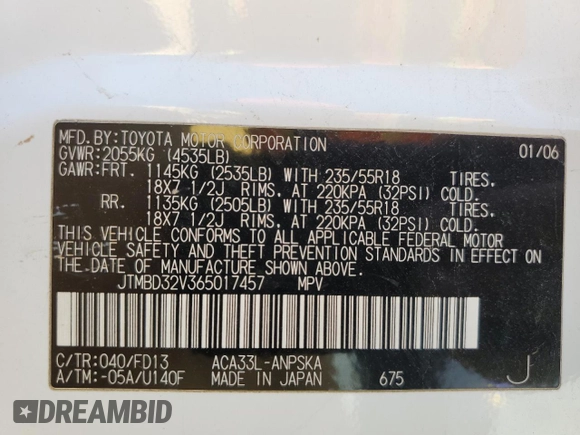 MFD.BY:TOYOTA MOTOR CORPORATION 01/06
GVWR:2055KG (4535LB)
GAWR:FRT. 1145KG (2535LB) WITH 235/55R18 TIRES.
18X7 1/2J RIMS. AT 220KPA (32PSI) COLD.
RR. 1135KG (2505LB) WITH 235/55R18 TIRES.
18X7 1/2J RIMS. AT 220KPA (32PSI) COLD.
THIS VEHICLE CONFORMS TO ALL APPLICABLE FEDERAL MOTOR
VEHICLE SAFETY AND THEFT PREVENTION STANDARDS IN EFFECT ON
THE DATE OF MANUFACTURE SHOWN ABOVE.
JTMBD32V365017457 MPV
C/TR:040/FD13 ACA33L-ANPSKA
A/TM:-05A/U140F MADE IN JAPAN 675 J
DREAMBID